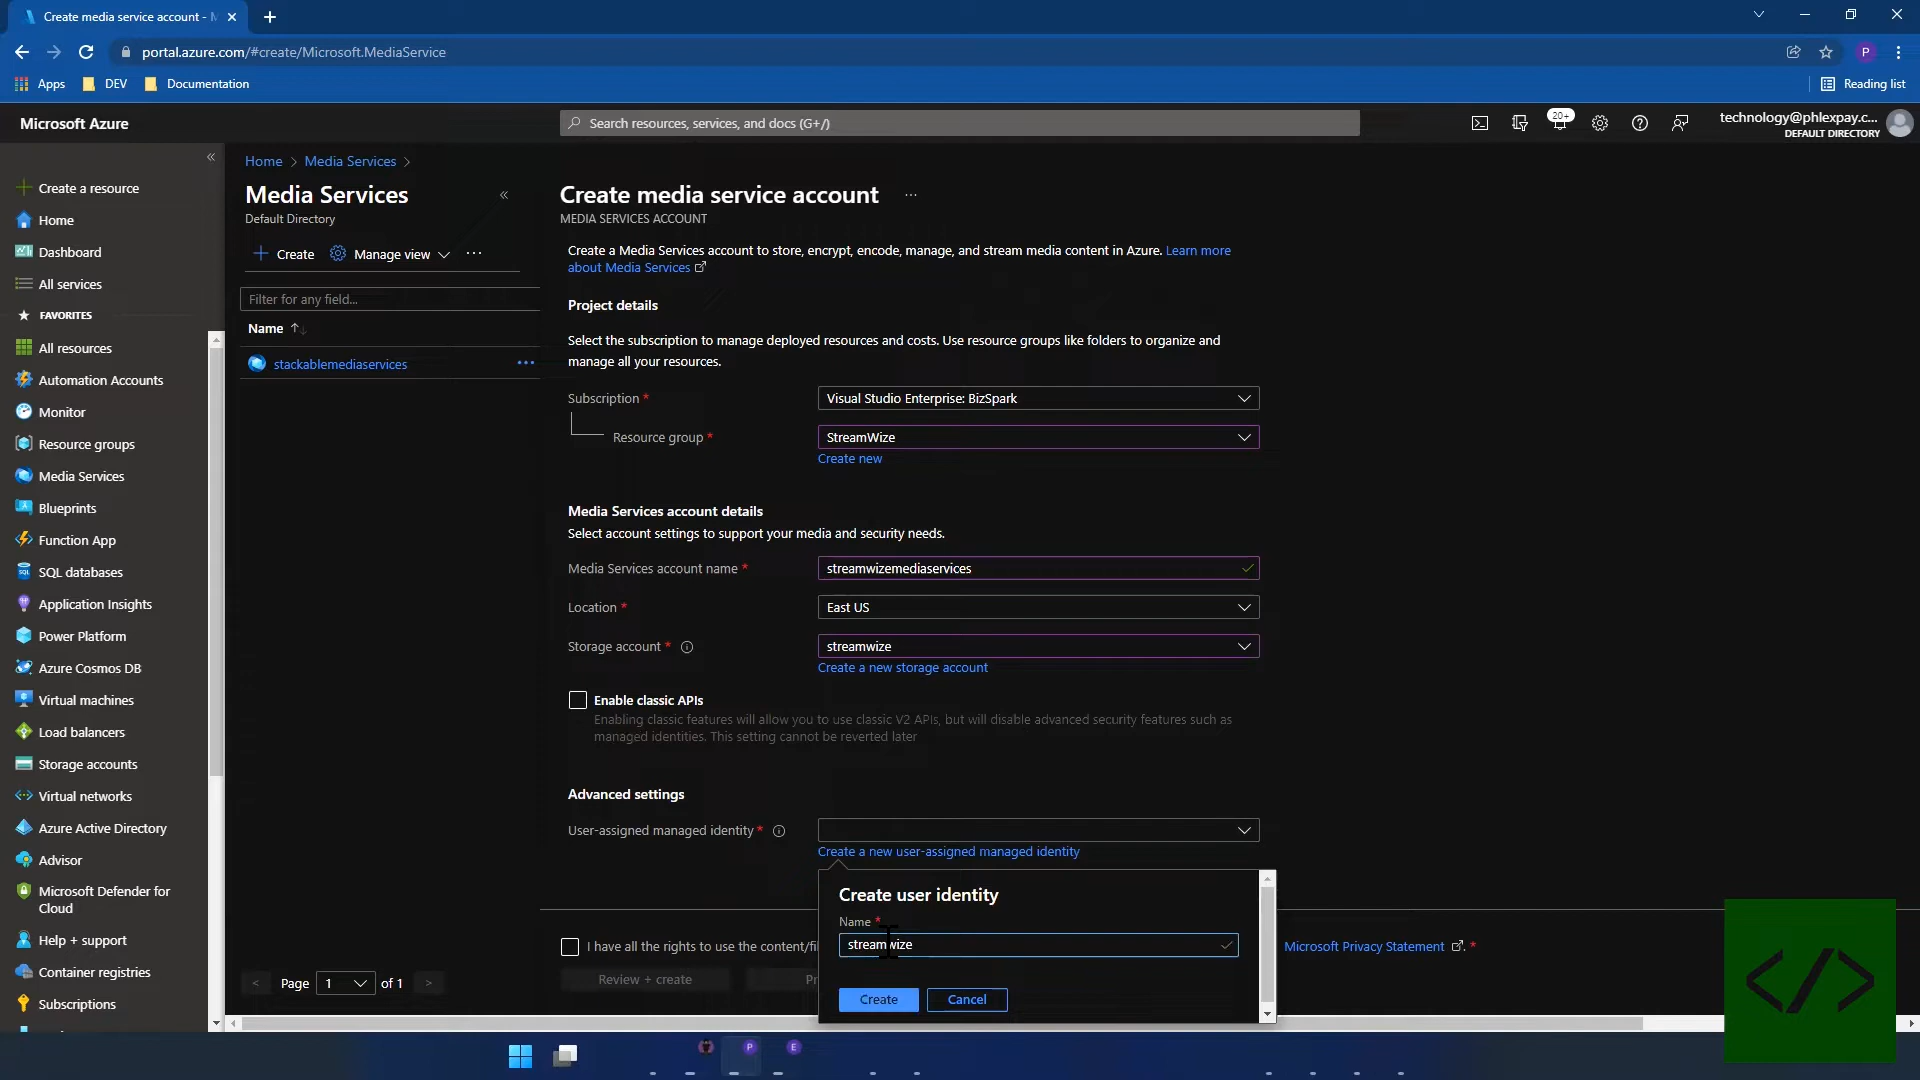 Create media service account - M
portal.azure.com/#create/Microsoft.MediaService
P
Apps
DEV
Documentation
Reading list
Microsoft Azure
Search resources, services, and docs (G+/)
20+
technology@phlexpay.c...
DEFAULT DIRECTORY
Create a resource
Home
Dashboard
All services
FAVORITES
All resources
Automation Accounts
Monitor
Resource groups
Media Services
Blueprints
Function App
SQL databases
Application Insights
Power Platform
Azure Cosmos DB
Virtual machines
Load balancers
Storage accounts
Virtual networks
Azure Active Directory
Advisor
Microsoft Defender for
Cloud
Help + support
Container registries
Subscriptions
Home > Media Services >
Media Services
Default Directory
Create
Manage view
Filter for any field...
Name
stackablemediaservices
< Page 1 of 1 >
Create media service account ...
MEDIA SERVICES ACCOUNT
Create a Media Services account to store, encrypt, encode, manage, and stream media content in Azure. Learn more
about Media Services
Project details
Select the subscription to manage deployed resources and costs. Use resource groups like folders to organize and
manage all your resources.
Subscription *
Visual Studio Enterprise: BizSpark
Resource group *
StreamWize
Create new
Media Services account details
Select account settings to support your media and security needs.
Media Services account name *
streamwizemediaservices
Location *
East US
Storage account *
streamwize
Create a new storage account
Enable classic APIs
Enabling classic features will allow you to use classic V2 APIs, but will disable advanced security features such as
managed identities. This setting cannot be reverted later
Advanced settings
User-assigned managed identity *
Create a new user-assigned managed identity
Create user identity
Name *
streamwize
Create
Cancel
I have all the rights to use the content/fil
Microsoft Privacy Statement . *
Review + create
Pr
P
E
</>